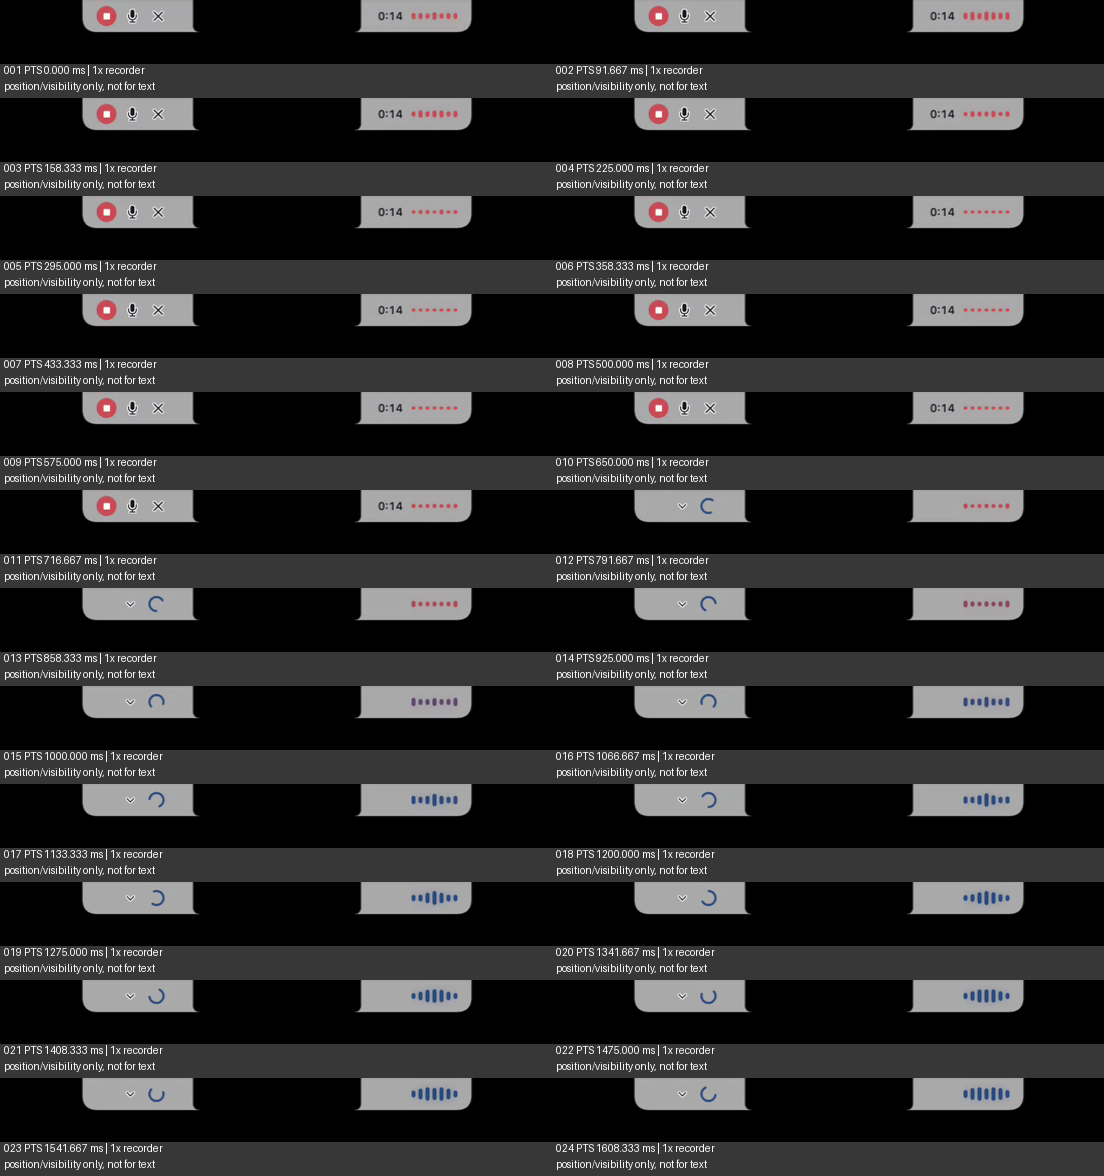 0:14 0:14
001 PTS 0.000 ms | 1x recorder 002 PTS 91.667 ms | 1x recorder
position/visibility only, not for text position/visibility only, not for text
0:14 0:14
003 PTS 158.333 ms | 1x recorder 004 PTS 225.000 ms | 1x recorder
position/visibility only, not for text position/visibility only, not for text
0:14 0:14
005 PTS 295.000 ms | 1x recorder 006 PTS 358.333 ms | 1x recorder
position/visibility only, not for text position/visibility only, not for text
0:14 0:14
007 PTS 433.333 ms | 1x recorder 008 PTS 500.000 ms | 1x recorder
position/visibility only, not for text position/visibility only, not for text
0:14 0:14
009 PTS 575.000 ms | 1x recorder 010 PTS 650.000 ms | 1x recorder
position/visibility only, not for text position/visibility only, not for text
0:14
011 PTS 716.667 ms | 1x recorder 012 PTS 791.667 ms | 1x recorder
position/visibility only, not for text position/visibility only, not for text
013 PTS 858.333 ms | 1x recorder 014 PTS 925.000 ms | 1x recorder
position/visibility only, not for text position/visibility only, not for text
015 PTS 1000.000 ms | 1x recorder 016 PTS 1066.667 ms | 1x recorder
position/visibility only, not for text position/visibility only, not for text
017 PTS 1133.333 ms | 1x recorder 018 PTS 1200.000 ms | 1x recorder
position/visibility only, not for text position/visibility only, not for text
019 PTS 1275.000 ms | 1x recorder 020 PTS 1341.667 ms | 1x recorder
position/visibility only, not for text position/visibility only, not for text
021 PTS 1408.333 ms | 1x recorder 022 PTS 1475.000 ms | 1x recorder
position/visibility only, not for text position/visibility only, not for text
023 PTS 1541.667 ms | 1x recorder 024 PTS 1608.333 ms | 1x recorder
position/visibility only, not for text position/visibility only, not for text